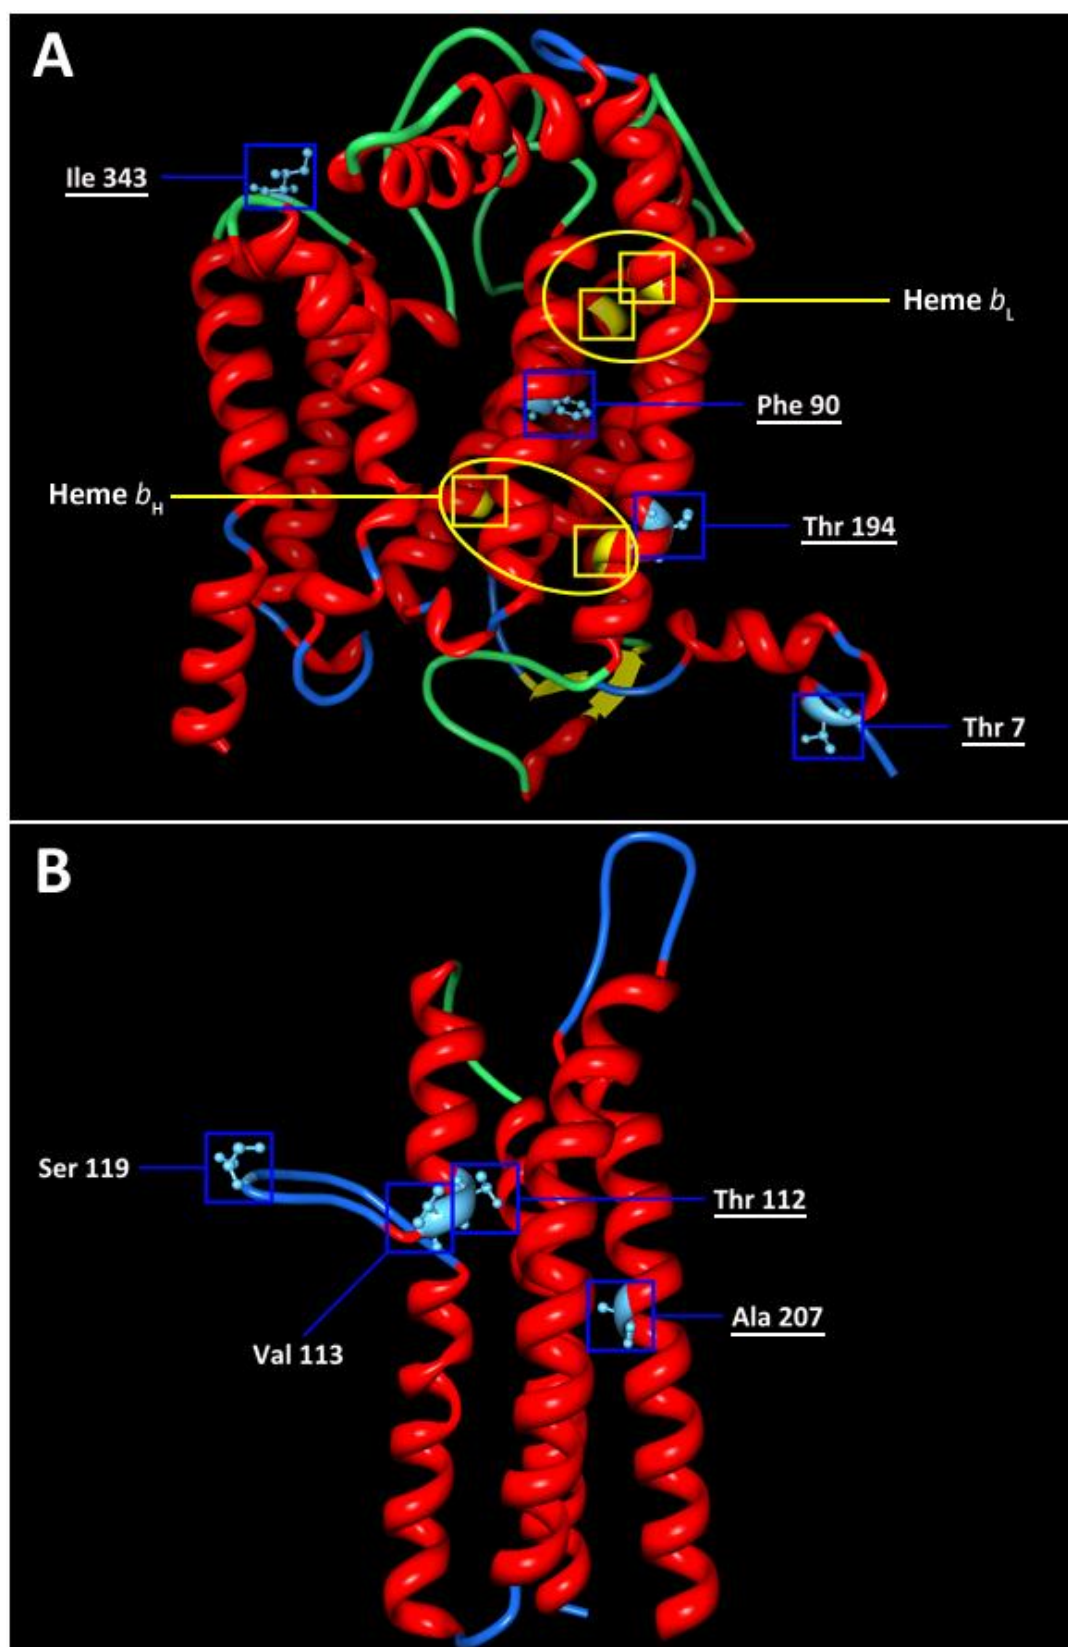 A
Ile 343
Heme bL
Phe 90
Heme bH
Thr 194
Thr 7
B
Ser 119
Thr 112
Ala 207
Val 113